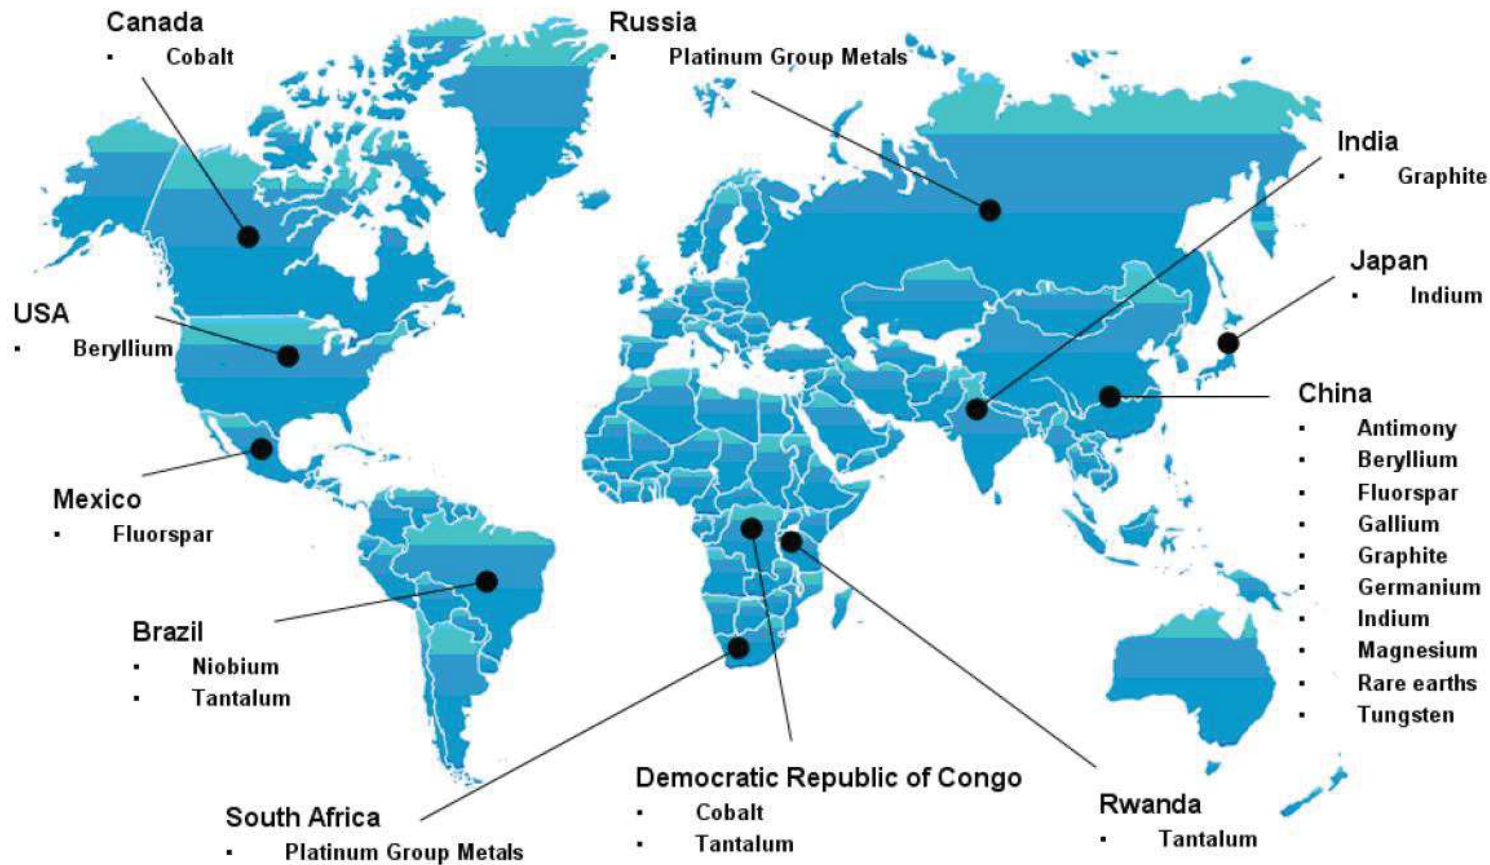 Canada
▪ Cobalt
Russia
▪ Platinum Group Metals
India
▪ Graphite
Japan
▪ Indium
USA
▪ Beryllium
China
▪ Antimony
▪ Beryllium
▪ Fluorspar
▪ Gallium
▪ Graphite
▪ Germanium
▪ Indium
▪ Magnesium
▪ Rare earths
▪ Tungsten
Mexico
▪ Fluorspar
Brazil
▪ Niobium
▪ Tantalum
South Africa
▪ Platinum Group Metals
Democratic Republic of Congo
▪ Cobalt
▪ Tantalum
Rwanda
▪ Tantalum